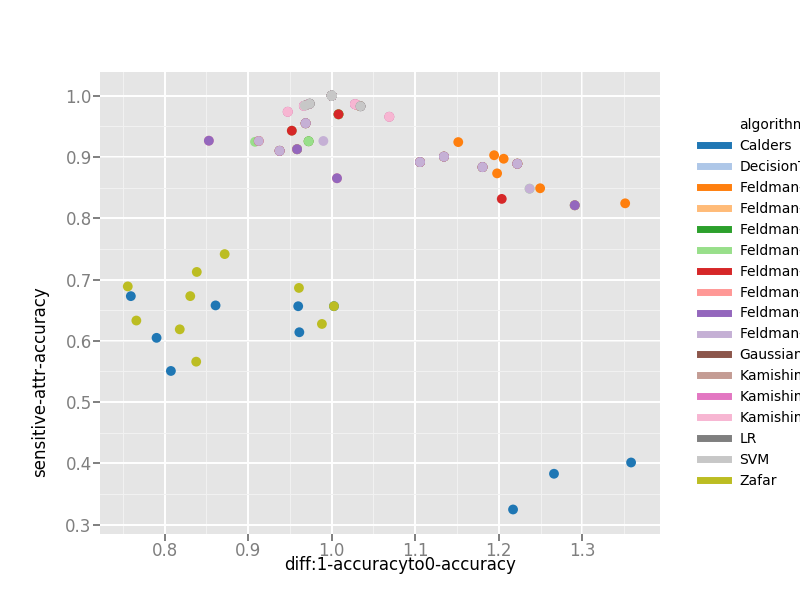 algorithm
Calders
Decision
Feldman-
Feldman-
Feldman-
Feldman-
Feldman-
Feldman-
Feldman-
Feldman-
Gaussian
Kamishin
Kamishin
Kamishin
LR
SVM
Zafar
1.0
0.9
0.8
0.7
0.6
0.5
0.4
0.3
sensitive-attr-accuracy
0.8 0.9 1.0 1.1 1.2 1.3
diff:1-accuracyto0-accuracy